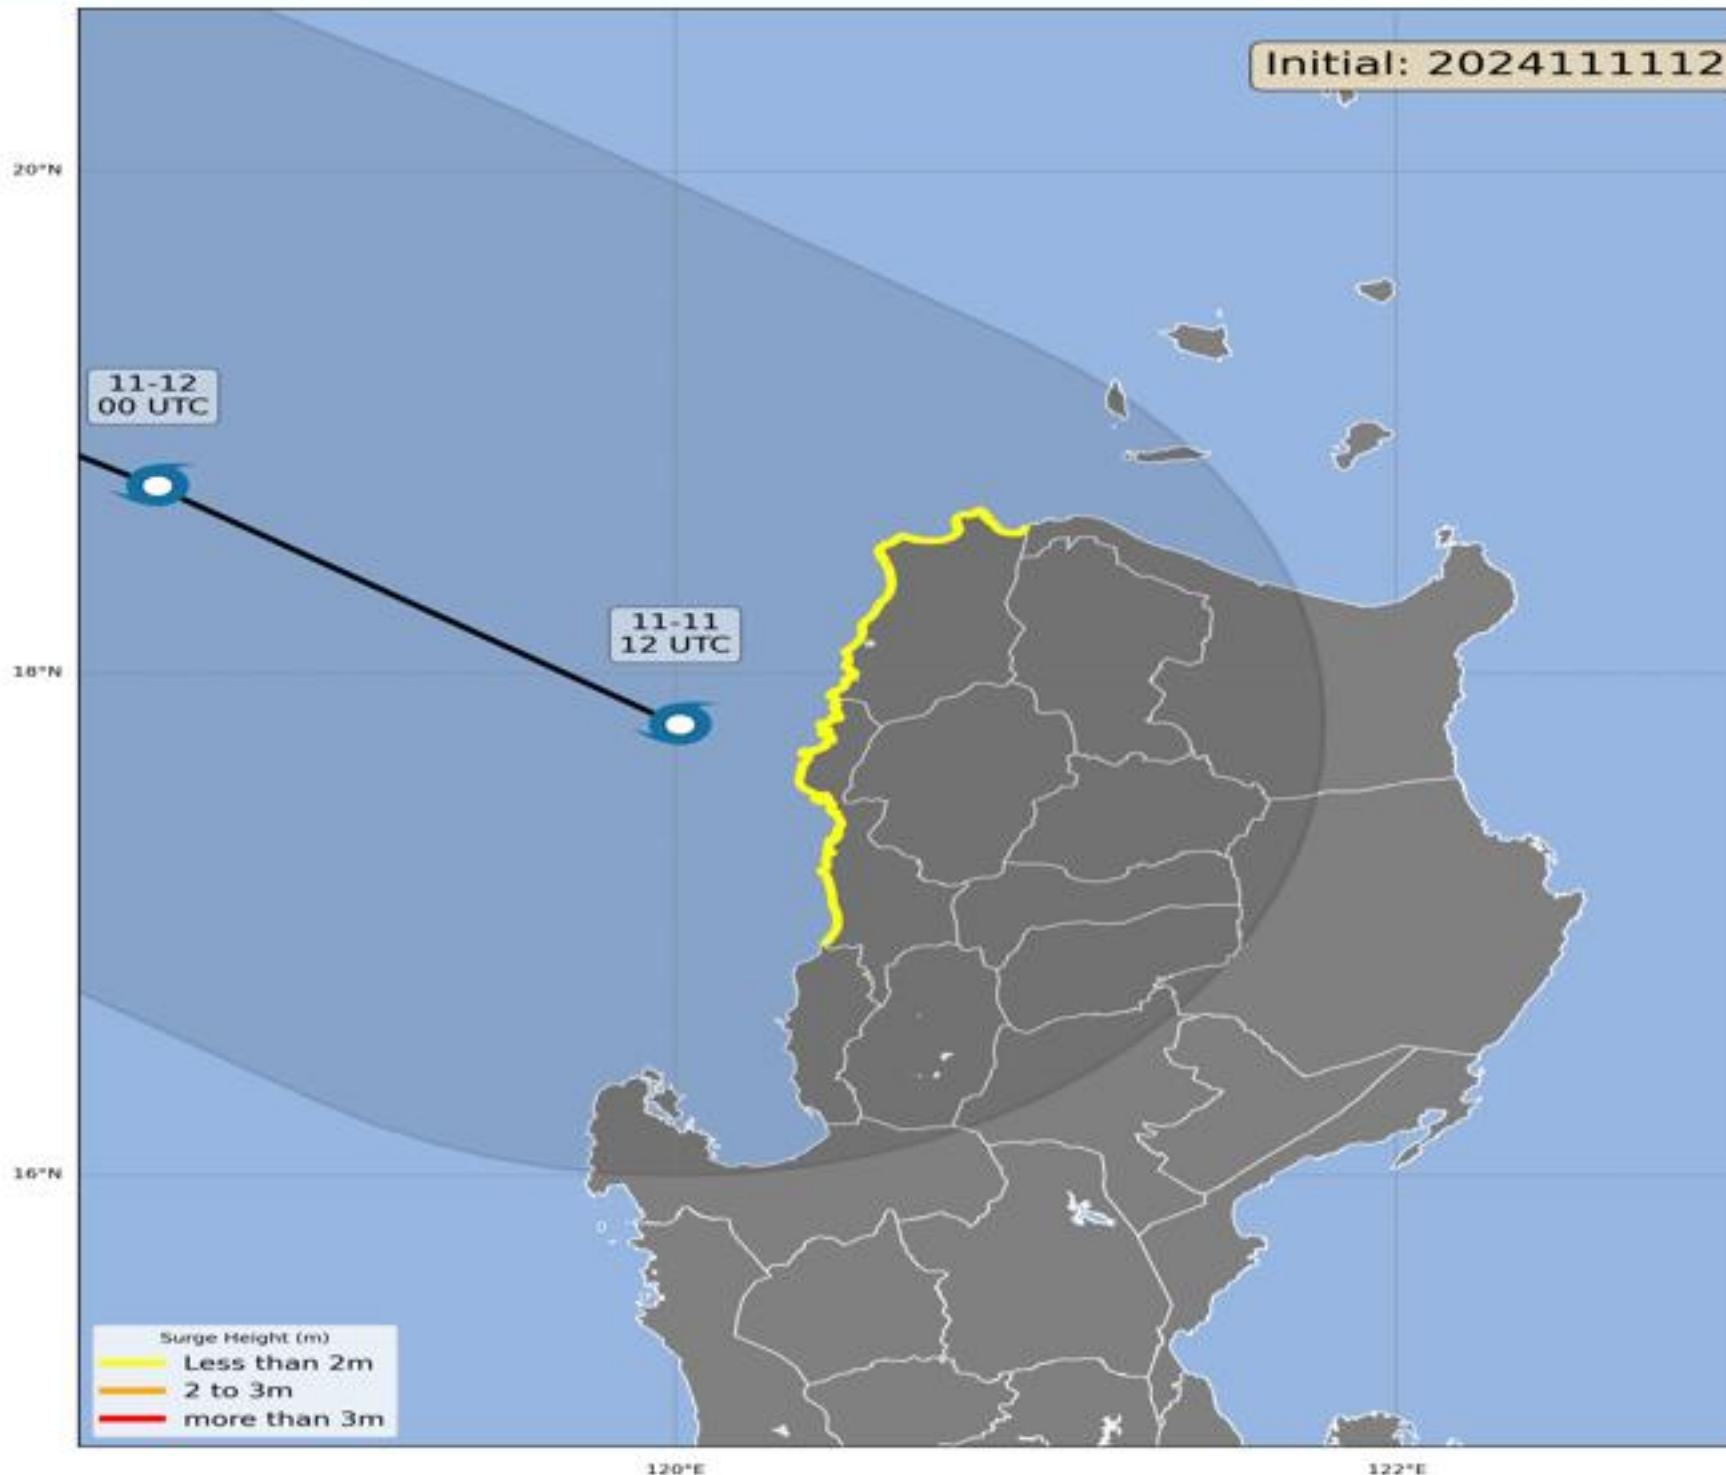 Initial: 2024111112
20°N
11-12
00 UTC
11-11
12 UTC
18°N
16°N
Surge Height (m)
Less than 2m
2 to 3m
more than 3m
120°E
122°E